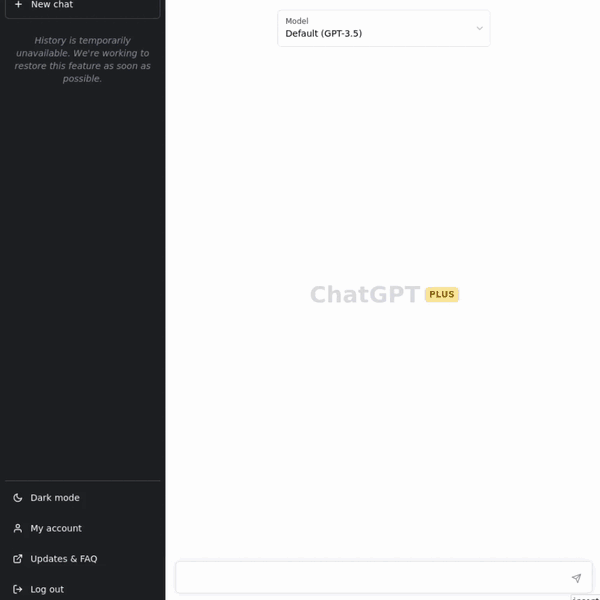 New chat
History is temporarily
unavailable. We're working to
restore this feature as soon as
possible.
Model
Default (GPT-3.5)
ChatGPT PLUS
Dark mode
My account
Updates & FAQ
Log out